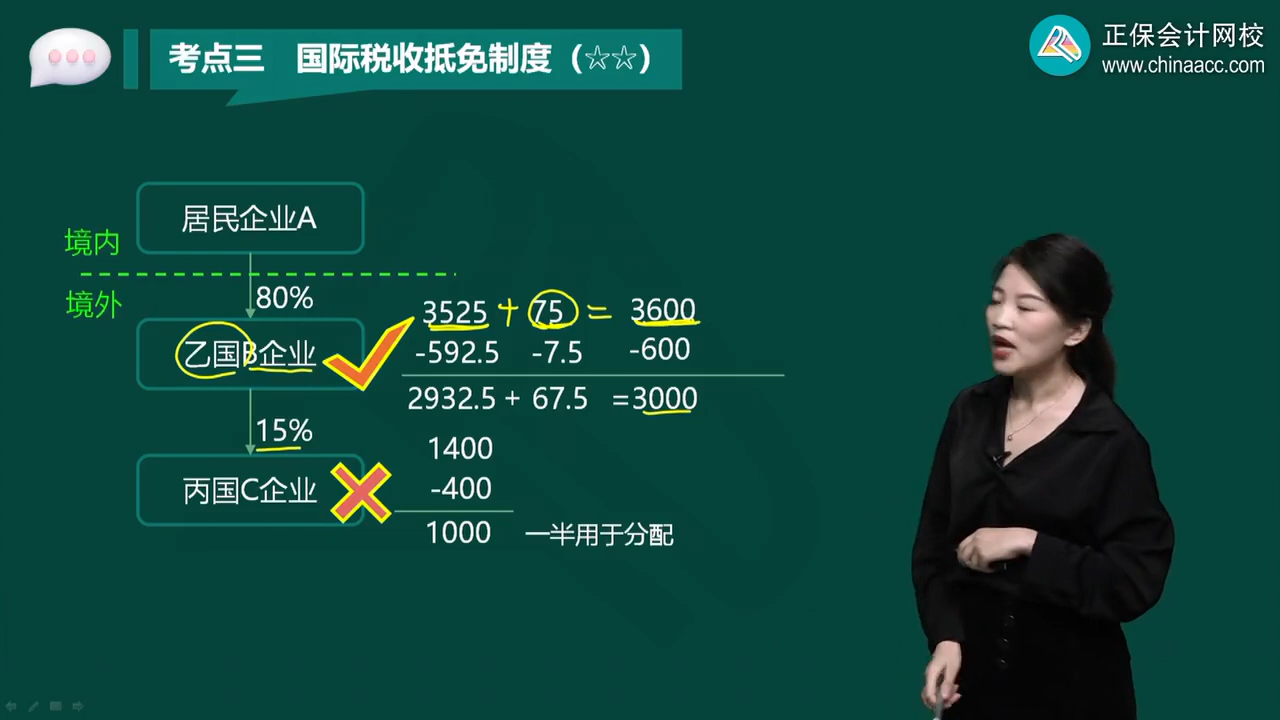 考点三 国际税收抵免制度（☆☆）
正保会计网校
www.chinaacc.com
居民企业A
境内
境外
80%
3525 + 75 = 3600
乙国B企业
-592.5 -7.5 -600
2932.5 + 67.5 =3000
15%
1400
-400
丙国C企业
1000 一半用于分配